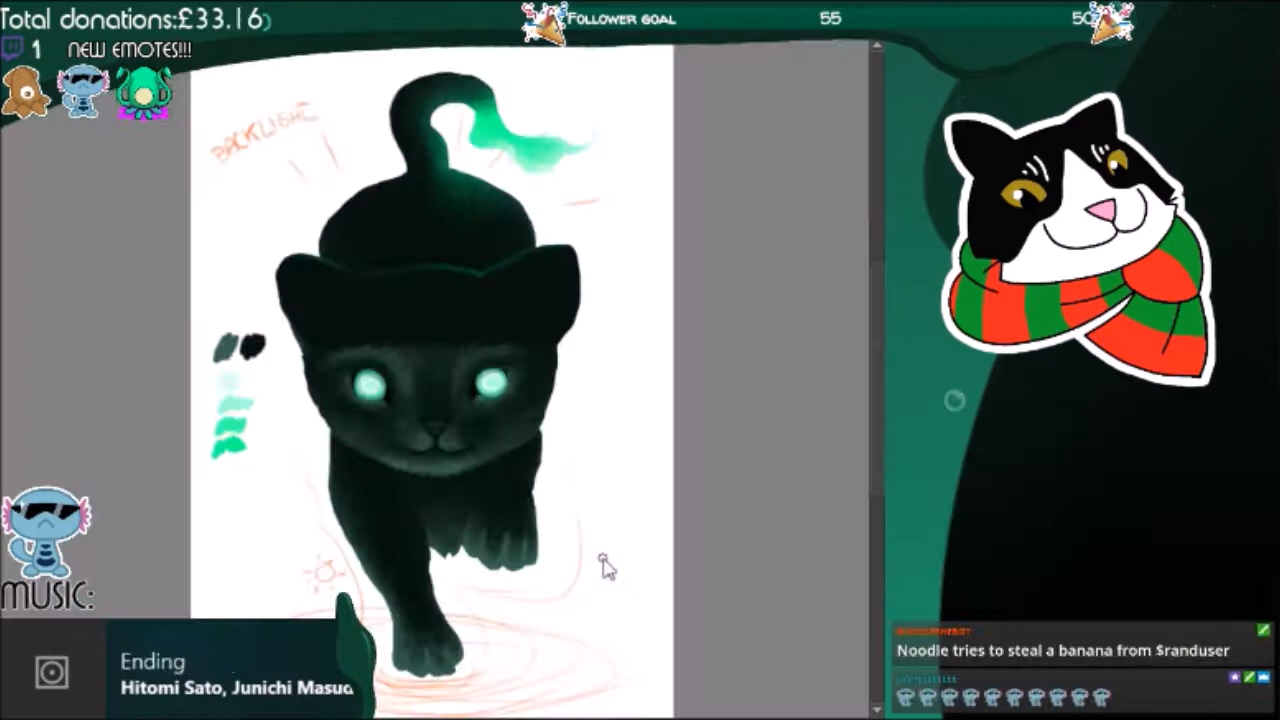 Total donations:£33.16
FOLLOWER GOAL
55
1
NEW EMOTES!!!
BACKLIGHT
MUSIC:
Ending
Hitomi Sato, Junichi Masuda
Noodle tries to steal a banana from $randuser